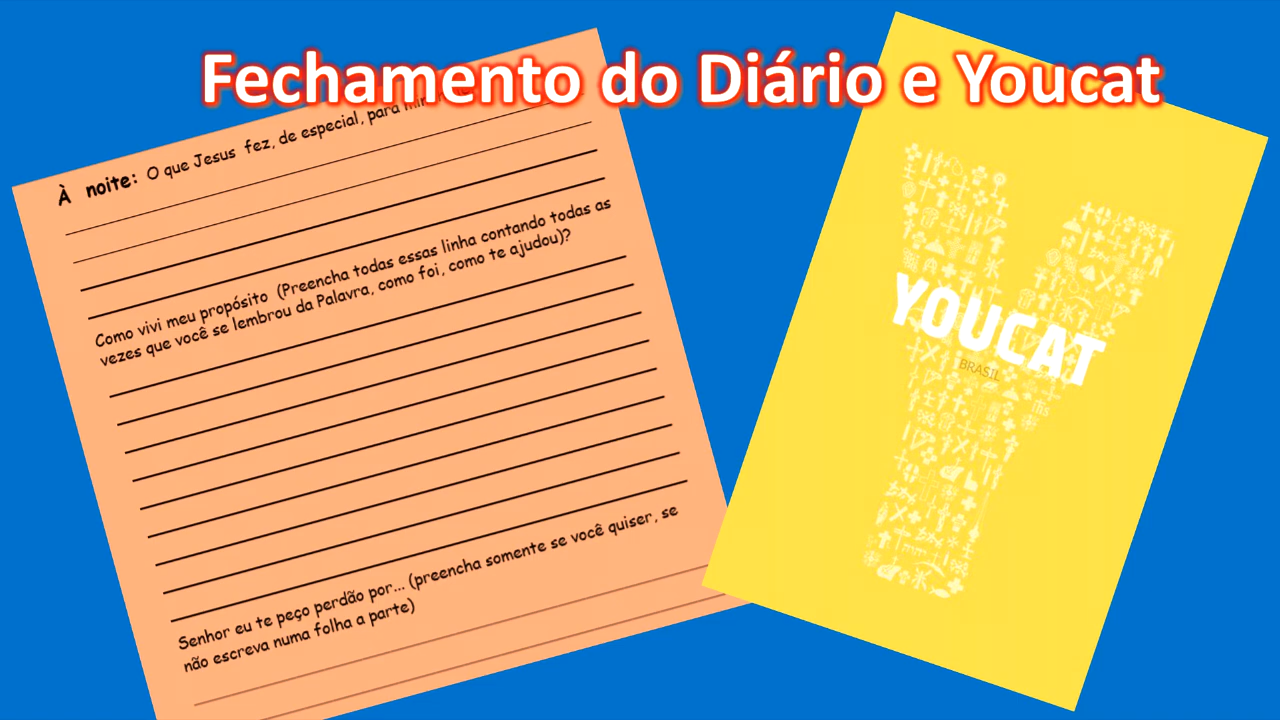 Fechamento do Diário e Youcat
À noite: O que Jesus fez, de especial, para
Como vivi meu propósito (Preencha todas essas linha contando todas as
vezes que você se lembrou da Palavra, como foi, como te ajudou)?
Senhor eu te peço perdão por... (preencha somente se você quiser, se
não escreva numa folha a parte)
YOUCAT
BRASIL